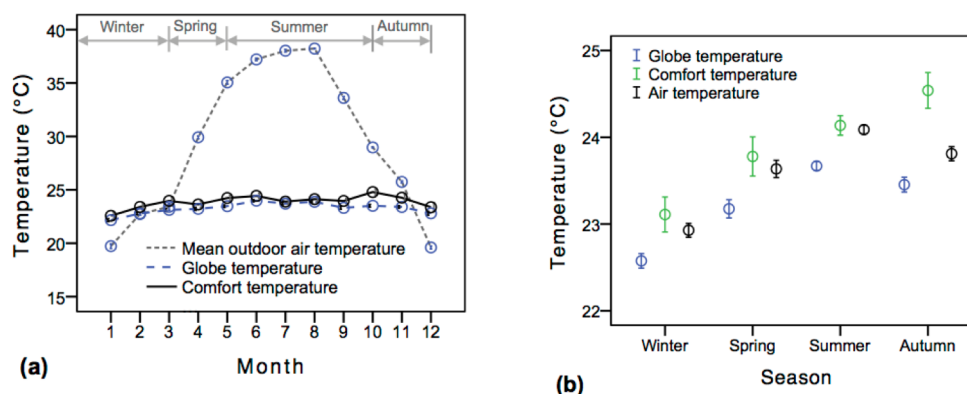 Winter Spring Summer Autumn
Temperature (°C)
40
35
30
25
20
15
Mean outdoor air temperature
Globe temperature
Comfort temperature
1 2 3 4 5 6 7 8 9 10 11 12
Month
(a)
Temperature (°C)
25
24
23
22
Globe temperature
Comfort temperature
Air temperature
Winter Spring Summer Autumn
Season
(b)